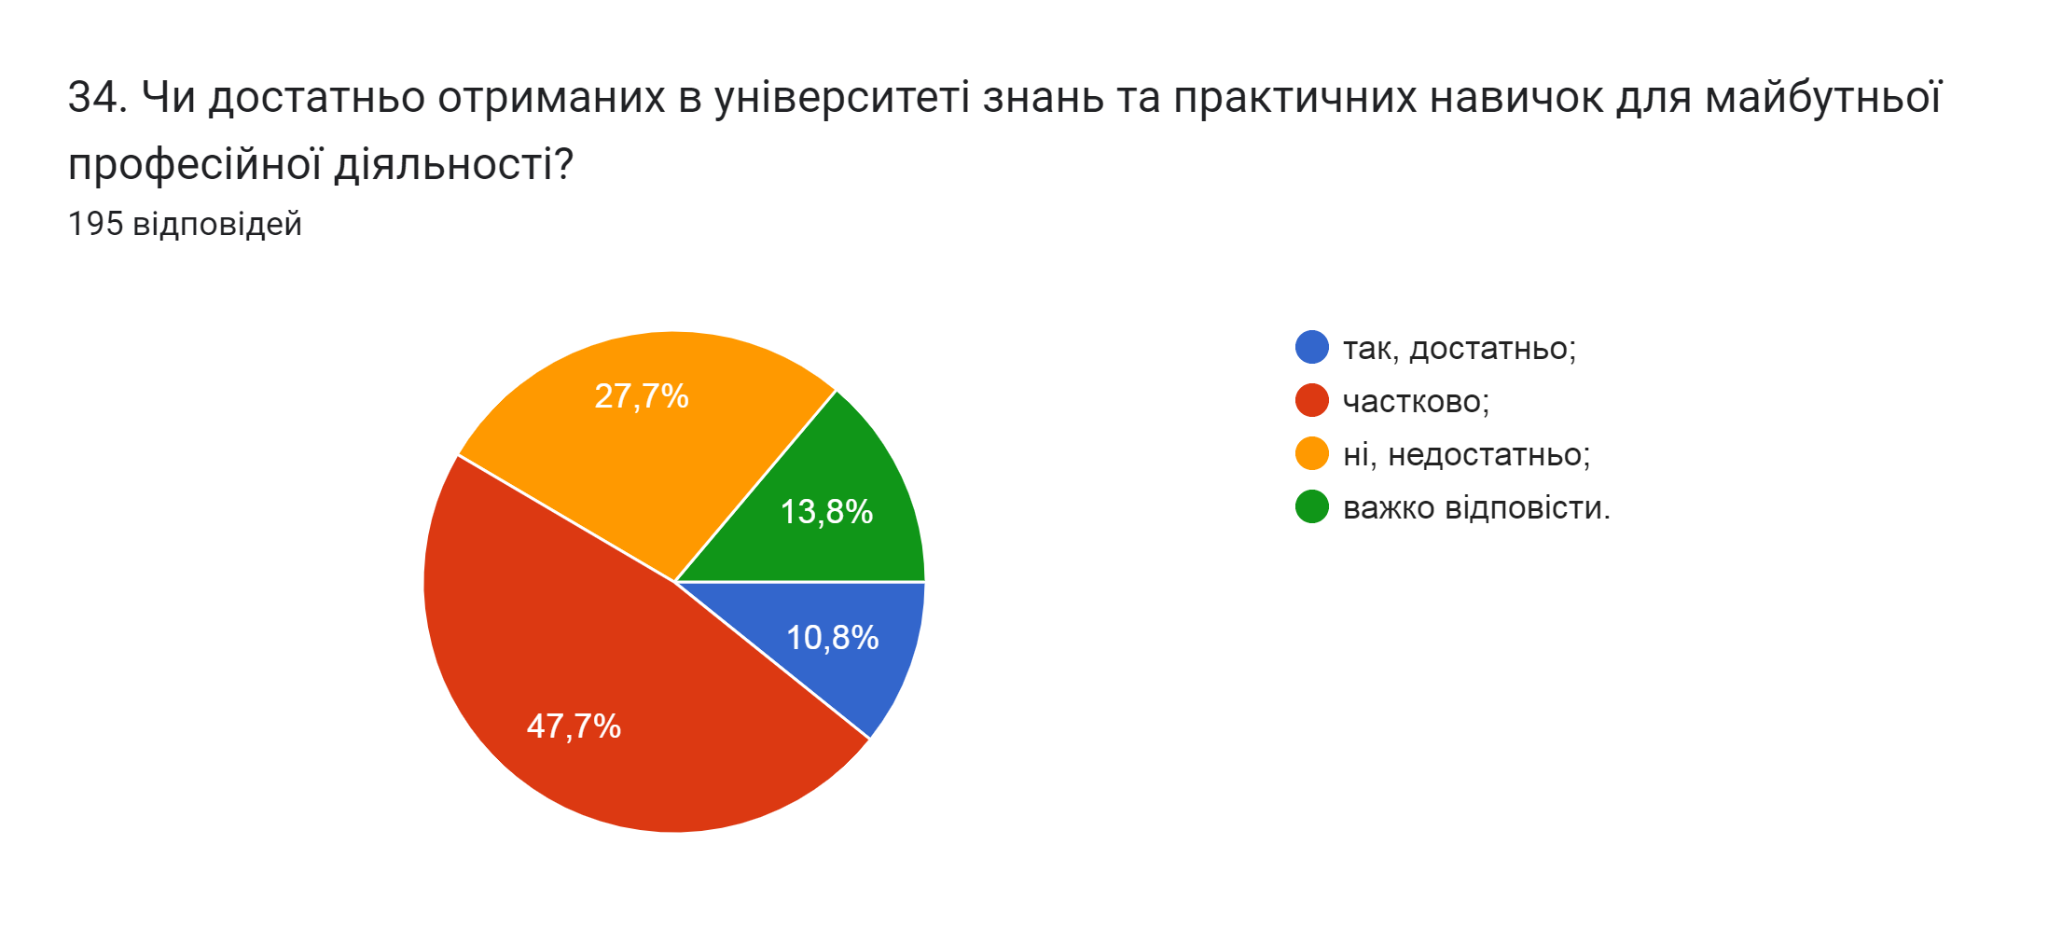 34. Чи достатньо отриманих в університеті знань та практичних навичок для майбутньої
професійної діяльності?
195 відповідей
так, достатньо;
частково;
ні, недостатньо;
важко відповісти.
27,7%
13,8%
10,8%
47,7%